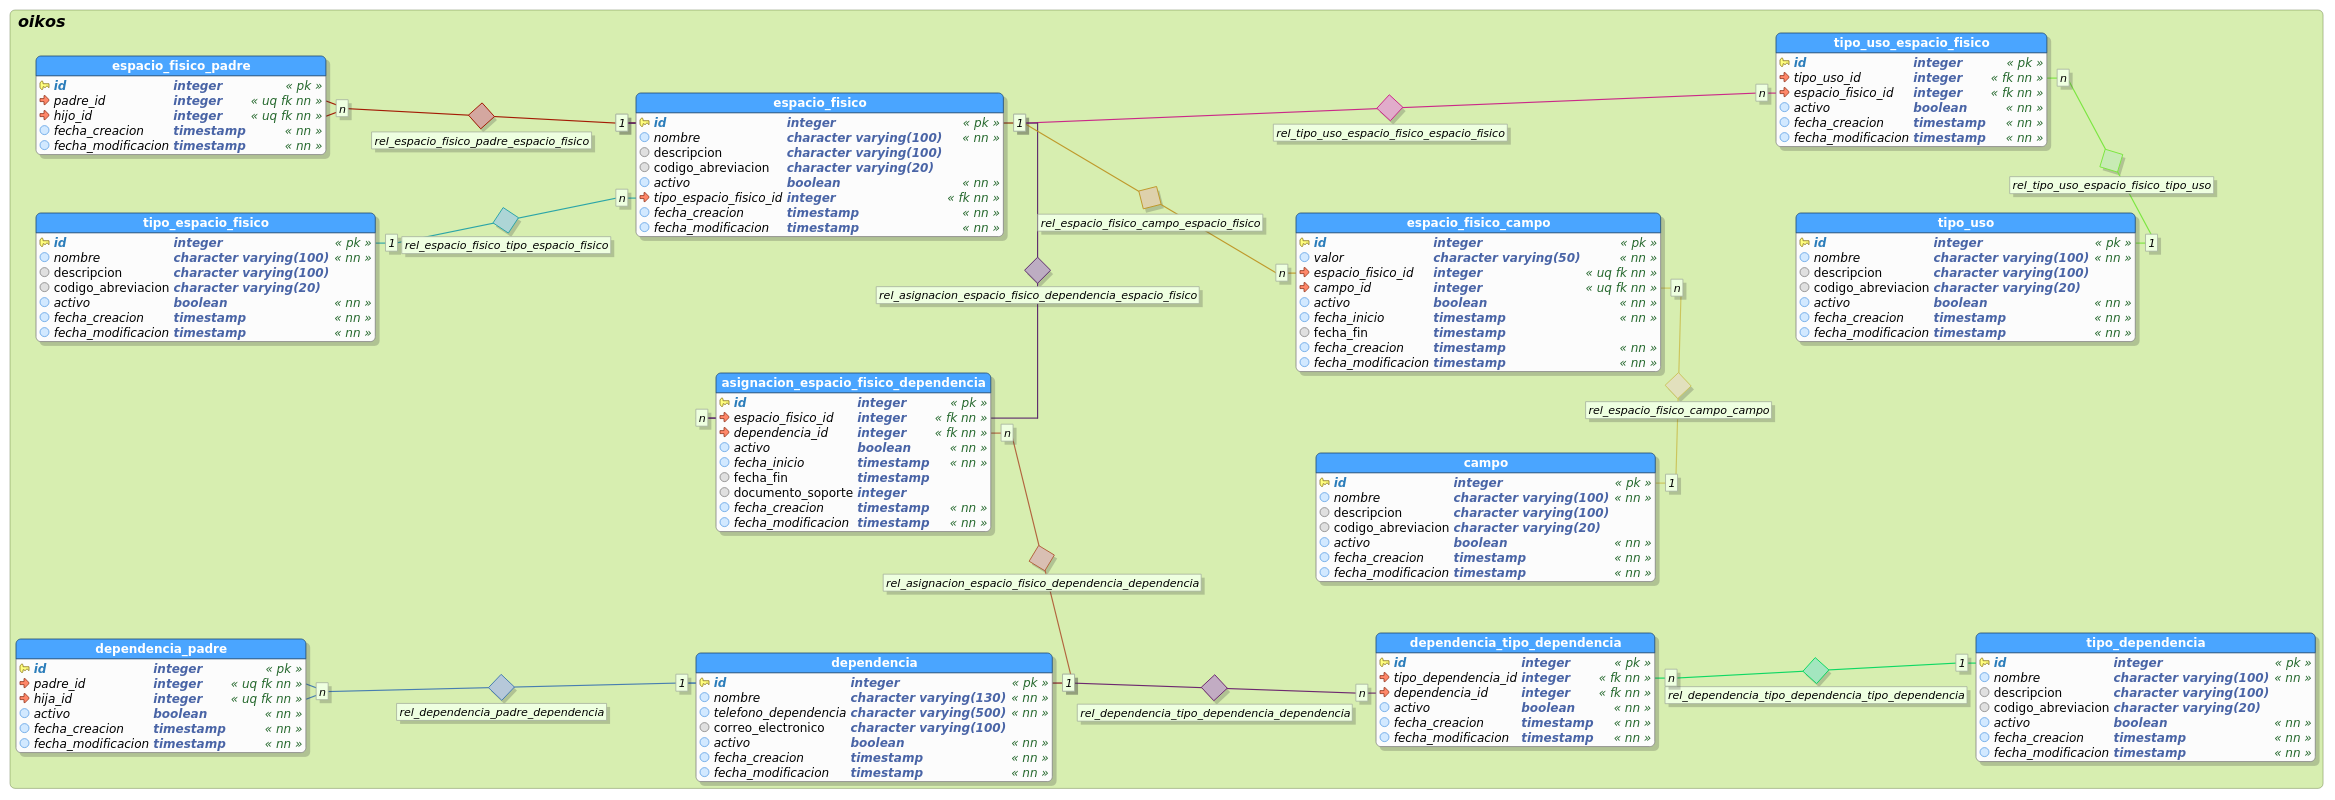 oikos
espacio_fisico_padre
id integer « pk »
padre_id integer « uq fk nn »
hijo_id integer « uq fk nn »
fecha_creacion timestamp « nn »
fecha_modificacion timestamp « nn »
n
rel_espacio_fisico_padre_espacio_fisico
1
espacio_fisico
id integer « pk »
nombre character varying(100) « nn »
descripcion character varying(100)
codigo_abreviacion character varying(20)
activo boolean « nn »
tipo_espacio_fisico_id integer « fk nn »
fecha_creacion timestamp « nn »
fecha_modificacion timestamp « nn »
1
rel_tipo_uso_espacio_fisico_espacio_fisico
n
tipo_uso_espacio_fisico
id integer « pk »
tipo_uso_id integer « fk nn »
espacio_fisico_id integer « fk nn »
activo boolean « nn »
fecha_creacion timestamp « nn »
fecha_modificacion timestamp « nn »
n
rel_tipo_uso_espacio_fisico_tipo_uso
1
tipo_espacio_fisico
id integer « pk »
nombre character varying(100) « nn »
descripcion character varying(100)
codigo_abreviacion character varying(20)
activo boolean « nn »
fecha_creacion timestamp « nn »
fecha_modificacion timestamp « nn »
1
rel_espacio_fisico_tipo_espacio_fisico
n
rel_espacio_fisico_campo_espacio_fisico
n
espacio_fisico_campo
id integer « pk »
valor character varying(50) « nn »
espacio_fisico_id integer « uq fk nn »
campo_id integer « uq fk nn »
activo boolean « nn »
fecha_inicio timestamp « nn »
fecha_fin timestamp
fecha_creacion timestamp « nn »
fecha_modificacion timestamp « nn »
n
rel_espacio_fisico_campo_campo
1
tipo_uso
id integer « pk »
nombre character varying(100) « nn »
descripcion character varying(100)
codigo_abreviacion character varying(20)
activo boolean « nn »
fecha_creacion timestamp « nn »
fecha_modificacion timestamp « nn »
rel_asignacion_espacio_fisico_dependencia_espacio_fisico
n
asignacion_espacio_fisico_dependencia
id integer « pk »
espacio_fisico_id integer « fk nn »
dependencia_id integer « fk nn »
activo boolean « nn »
fecha_inicio timestamp « nn »
fecha_fin timestamp
documento_soporte integer
fecha_creacion timestamp « nn »
fecha_modificacion timestamp « nn »
n
rel_asignacion_espacio_fisico_dependencia_dependencia
campo
id integer « pk »
nombre character varying(100) « nn »
descripcion character varying(100)
codigo_abreviacion character varying(20)
activo boolean « nn »
fecha_creacion timestamp « nn »
fecha_modificacion timestamp « nn »
dependencia_padre
id integer « pk »
padre_id integer « uq fk nn »
hija_id integer « uq fk nn »
activo boolean « nn »
fecha_creacion timestamp « nn »
fecha_modificacion timestamp « nn »
n
rel_dependencia_padre_dependencia
1
dependencia
id integer « pk »
nombre character varying(130) « nn »
telefono_dependencia character varying(500) « nn »
correo_electronico character varying(100)
activo boolean « nn »
fecha_creacion timestamp « nn »
fecha_modificacion timestamp « nn »
1
rel_dependencia_tipo_dependencia_dependencia
n
dependencia_tipo_dependencia
id integer « pk »
tipo_dependencia_id integer « fk nn »
dependencia_id integer « fk nn »
activo boolean « nn »
fecha_creacion timestamp « nn »
fecha_modificacion timestamp « nn »
n
rel_dependencia_tipo_dependencia_tipo_dependencia
1
tipo_dependencia
id integer « pk »
nombre character varying(100) « nn »
descripcion character varying(100)
codigo_abreviacion character varying(20)
activo boolean « nn »
fecha_creacion timestamp « nn »
fecha_modificacion timestamp « nn »